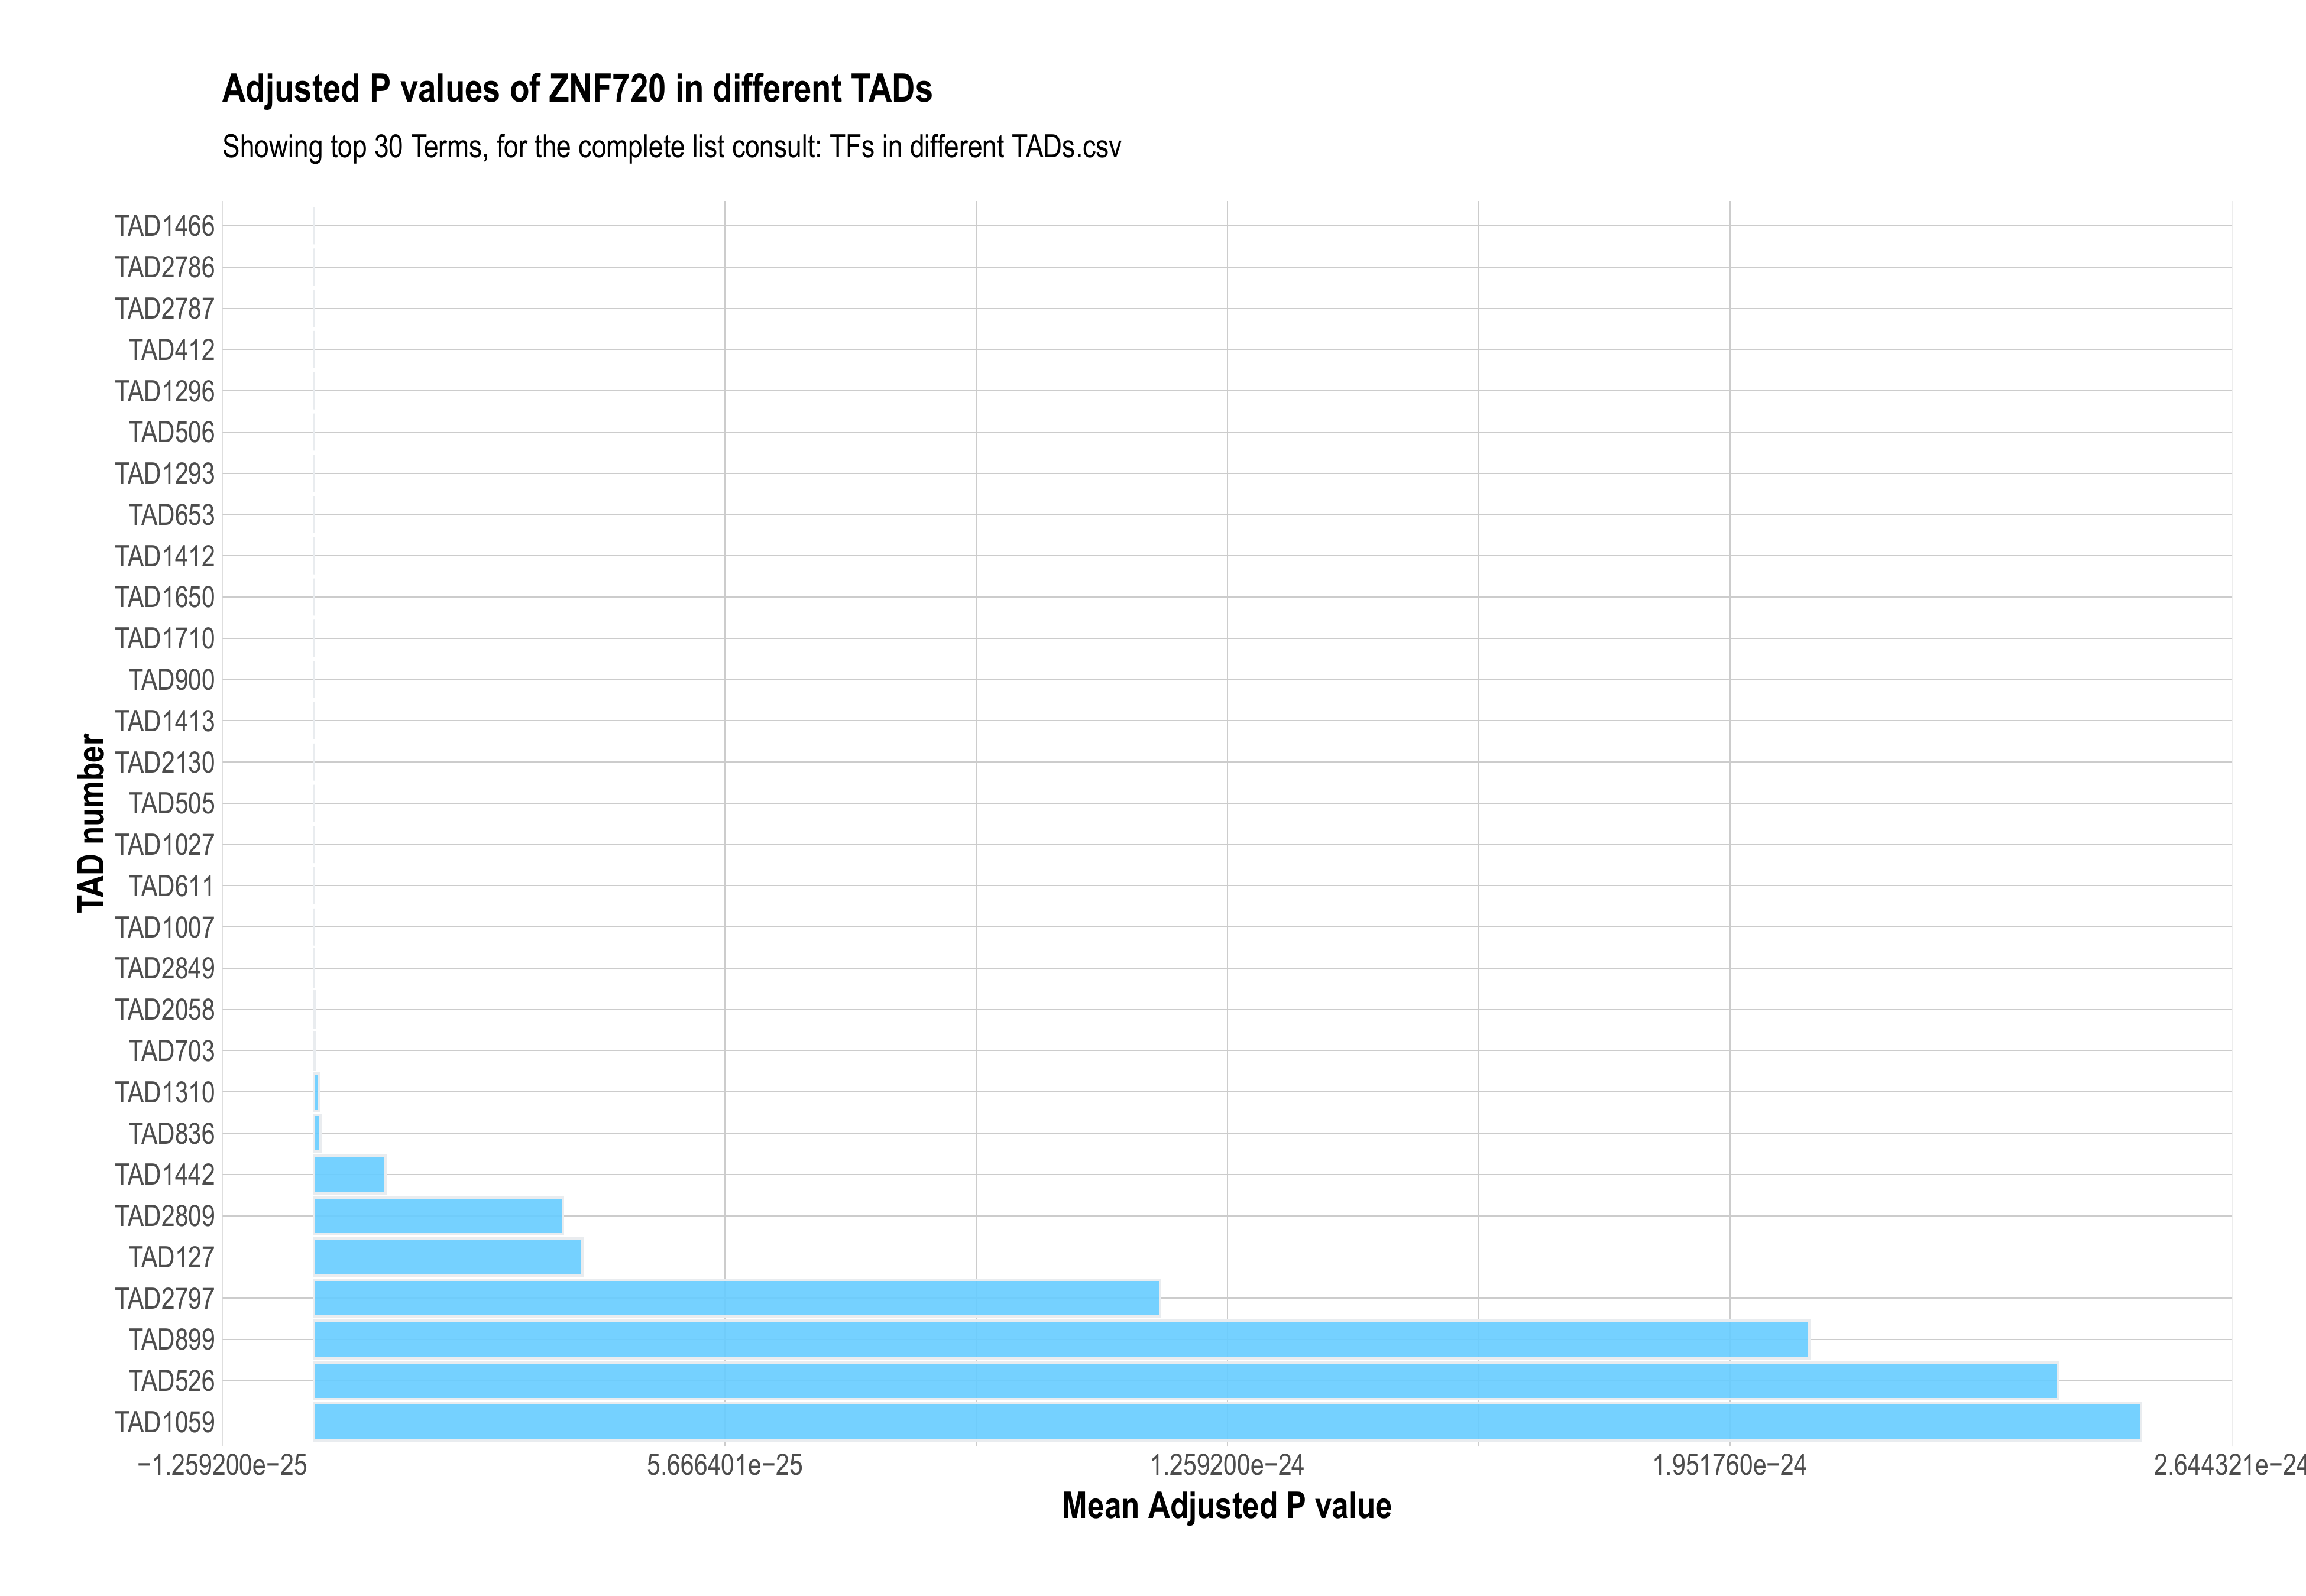 Adjusted P values of ZNF720 in different TADs
Showing top 30 Terms, for the complete list consult: TFs in different TADs.csv
TAD number
TAD1466
TAD2786
TAD2787
TAD412
TAD1296
TAD506
TAD1293
TAD653
TAD1412
TAD1650
TAD1710
TAD900
TAD1413
TAD2130
TAD505
TAD1027
TAD611
TAD1007
TAD2849
TAD2058
TAD703
TAD1310
TAD836
TAD1442
TAD2809
TAD127
TAD2797
TAD899
TAD526
TAD1059
−1.259200e−25 5.666401e−25 1.259200e−24 1.951760e−24 2.644321e−24
Mean Adjusted P value